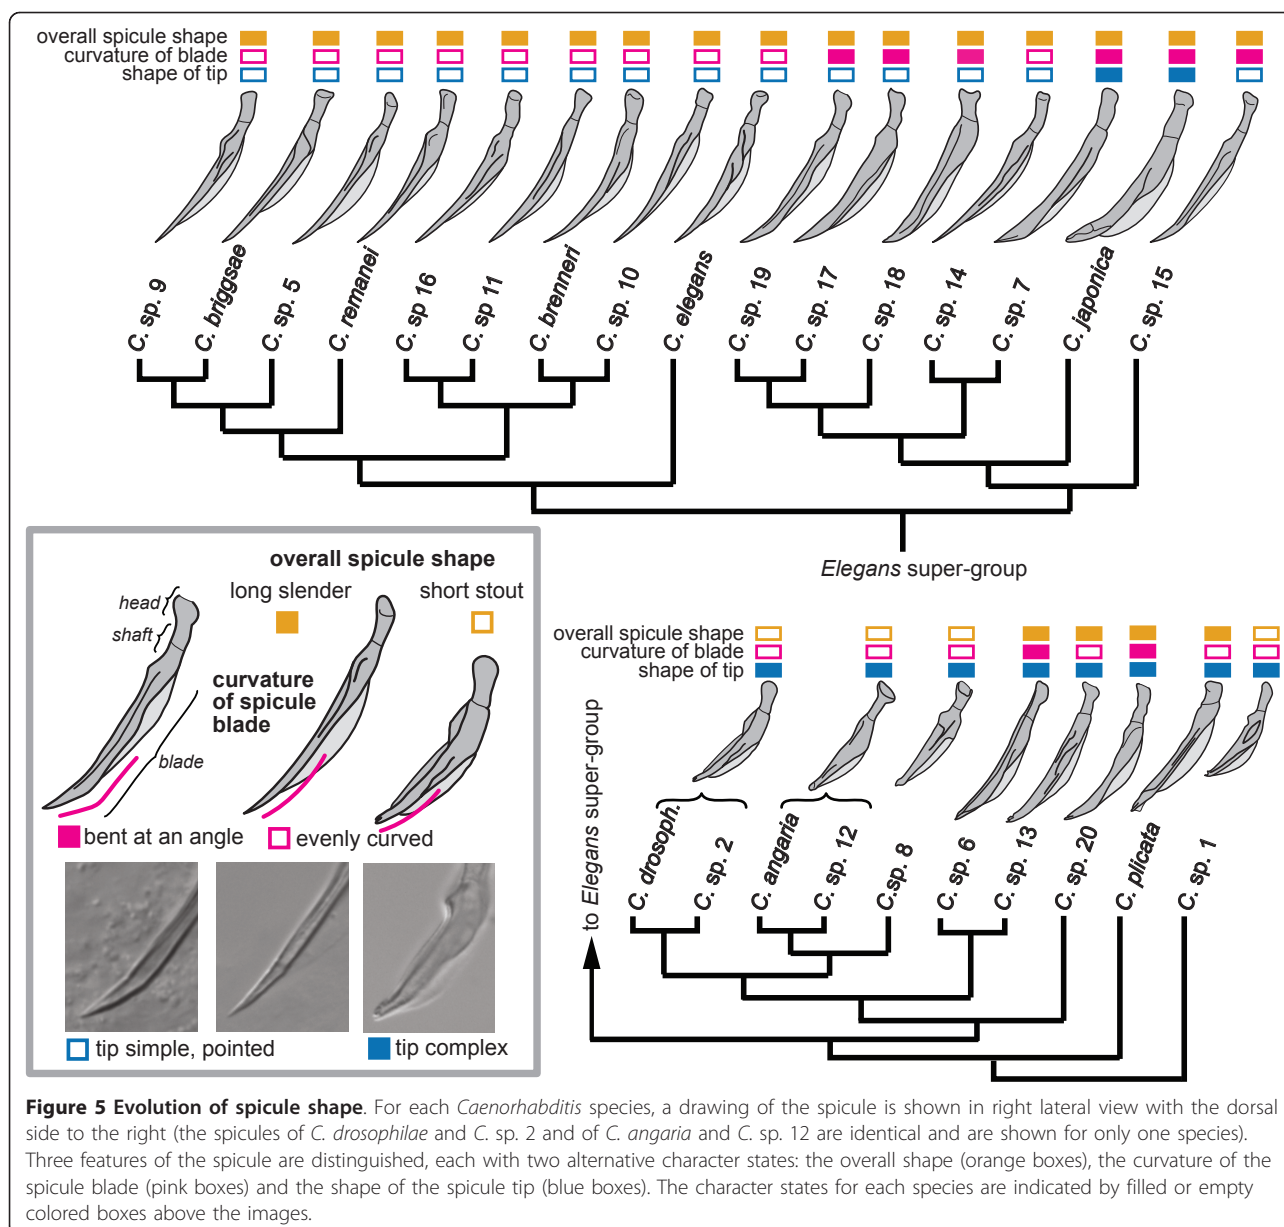 overall spicule shape
curvature of blade
shape of tip
C. sp. 9
C. briggsae
C. sp. 5
C. remanei
C. sp 16
C. sp 11
C. brenneri
C. sp. 10
C. elegans
C. sp. 19
C. sp. 17
C. sp. 18
C. sp. 14
C. sp. 7
C. japonica
C. sp. 15
Elegans super-group
overall spicule shape
long slender
short stout
head
shaft
curvature
of spicule
blade
blade
bent at an angle
evenly curved
tip simple, pointed
tip complex
overall spicule shape
curvature of blade
shape of tip
to Elegans super-group
C. drosoph.
C. sp. 2
C. angaria
C. sp. 12
C.sp. 8
C. sp. 6
C. sp. 13
C. sp. 20
C. plicata
C. sp. 1
Figure 5 Evolution of spicule shape. For each Caenorhabditis species, a drawing of the spicule is shown in right lateral view with the dorsal
side to the right (the spicules of C. drosophilae and C. sp. 2 and of C. angaria and C. sp. 12 are identical and are shown for only one species).
Three features of the spicule are distinguished, each with two alternative character states: the overall shape (orange boxes), the curvature of the
spicule blade (pink boxes) and the shape of the spicule tip (blue boxes). The character states for each species are indicated by filled or empty
colored boxes above the images.